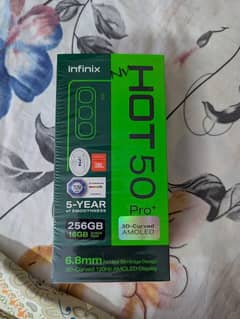 Infinix
HOT 50
Pro+
JBL
5-YEAR
OF SMOOTHNESS
256GB
16GB
3D-Curved
AMOLED
6.8mm
3D-Curved 120Hz AMOLED Display